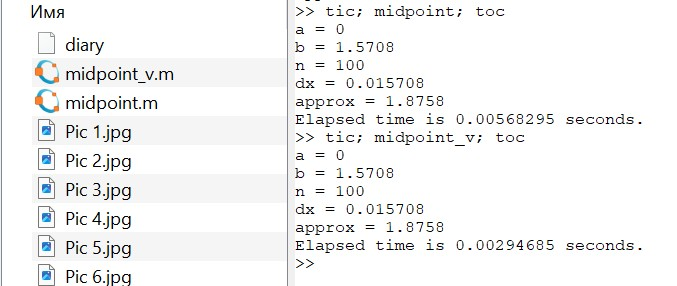 Имя
diary
midpoint_v.m
midpoint.m
Pic 1.jpg
Pic 2.jpg
Pic 3.jpg
Pic 4.jpg
Pic 5.jpg
Pic 6.jpg
>> tic; midpoint; toc
a = 0
b = 1.5708
n = 100
dx = 0.015708
approx = 1.8758
Elapsed time is 0.00568295 seconds.
>> tic; midpoint_v; toc
a = 0
b = 1.5708
n = 100
dx = 0.015708
approx = 1.8758
Elapsed time is 0.00294685 seconds.
>>